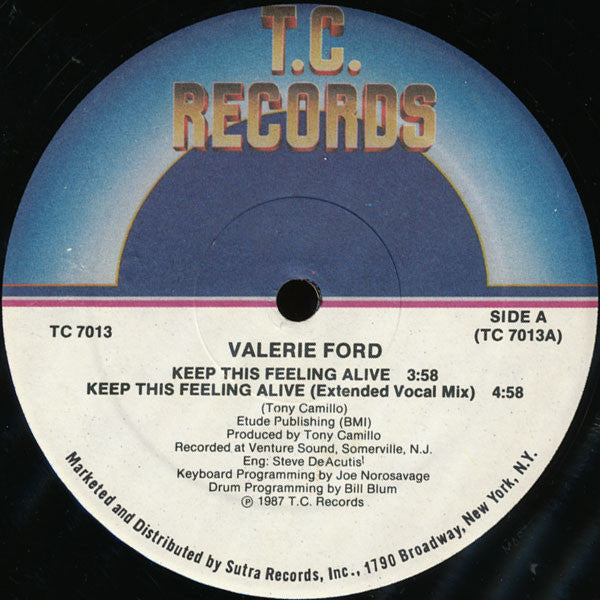 T.C.
RECORDS
TC 7013
SIDE A
(TC 7013A)
VALERIE FORD
KEEP THIS FEELING ALIVE 3:58
KEEP THIS FEELING ALIVE (Extended Vocal Mix) 4:58
(Tony Camillo)
Etude Publishing (BMI)
Produced by Tony Camillo
Recorded at Venture Sound, Somerville, N.J.
Eng: Steve DeAcutis
Keyboard Programming by Joe Norosavage
Drum Programming by Bill Blum
Ⓟ 1987 T.C. Records
Marketed and Distributed by Sutra Records, Inc., 1790 Broadway, New York, N.Y.